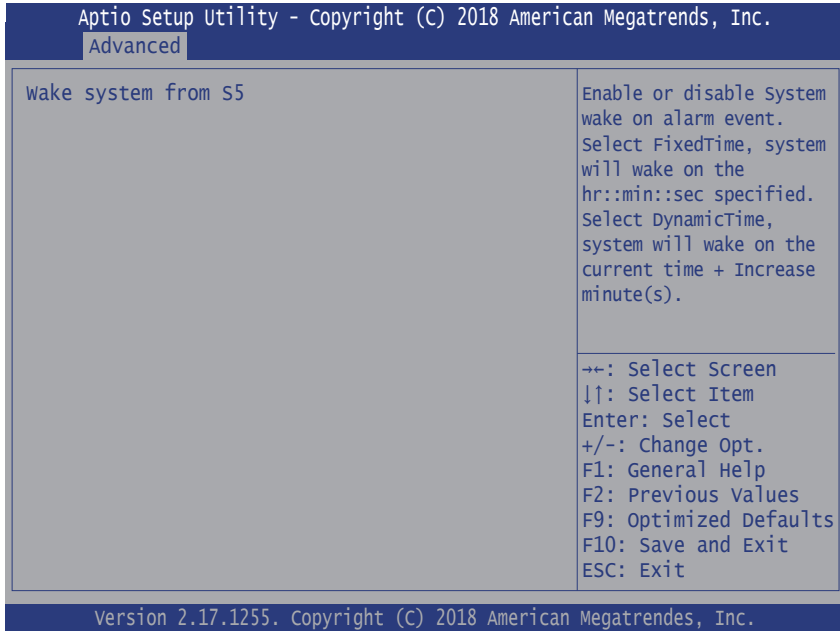 Aptio Setup Utility – Copyright (C) 2018 American Megatrends, Inc.
Advanced
Wake system from S5
Enable or disable System
wake on alarm event.
Select FixedTime, system
will wake on the
hr::min::sec specified.
Select DynamicTime,
system will wake on the
current time + Increase
minute(s).
→←: Select Screen
↓↑: Select Item
Enter: Select
+/-: Change Opt.
F1: General Help
F2: Previous Values
F9: Optimized Defaults
F10: Save and Exit
ESC: Exit
Version 2.17.1255. Copyright (C) 2018 American Megatrendes, Inc.